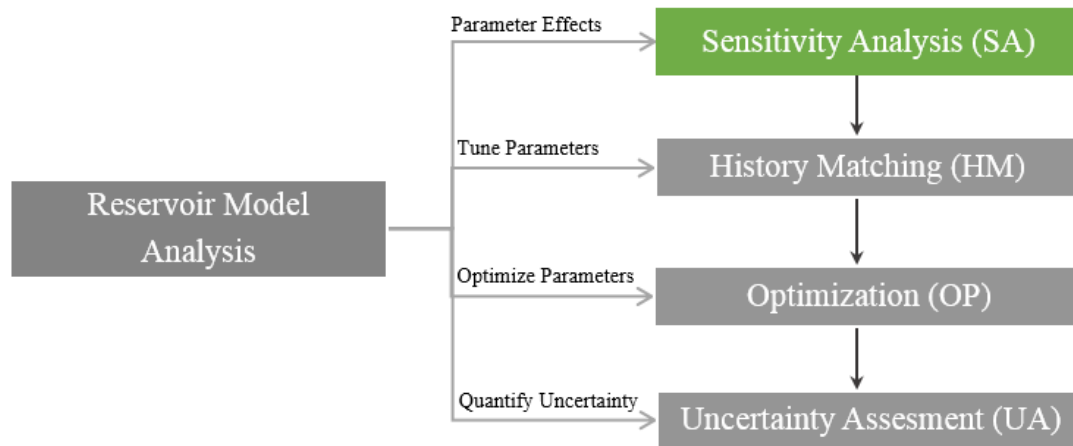 Parameter Effects
Sensitivity Analysis (SA)
Tune Parameters
History Matching (HM)
Reservoir Model
Analysis
Optimize Parameters
Optimization (OP)
Quantify Uncertainty
Uncertainty Assesment (UA)